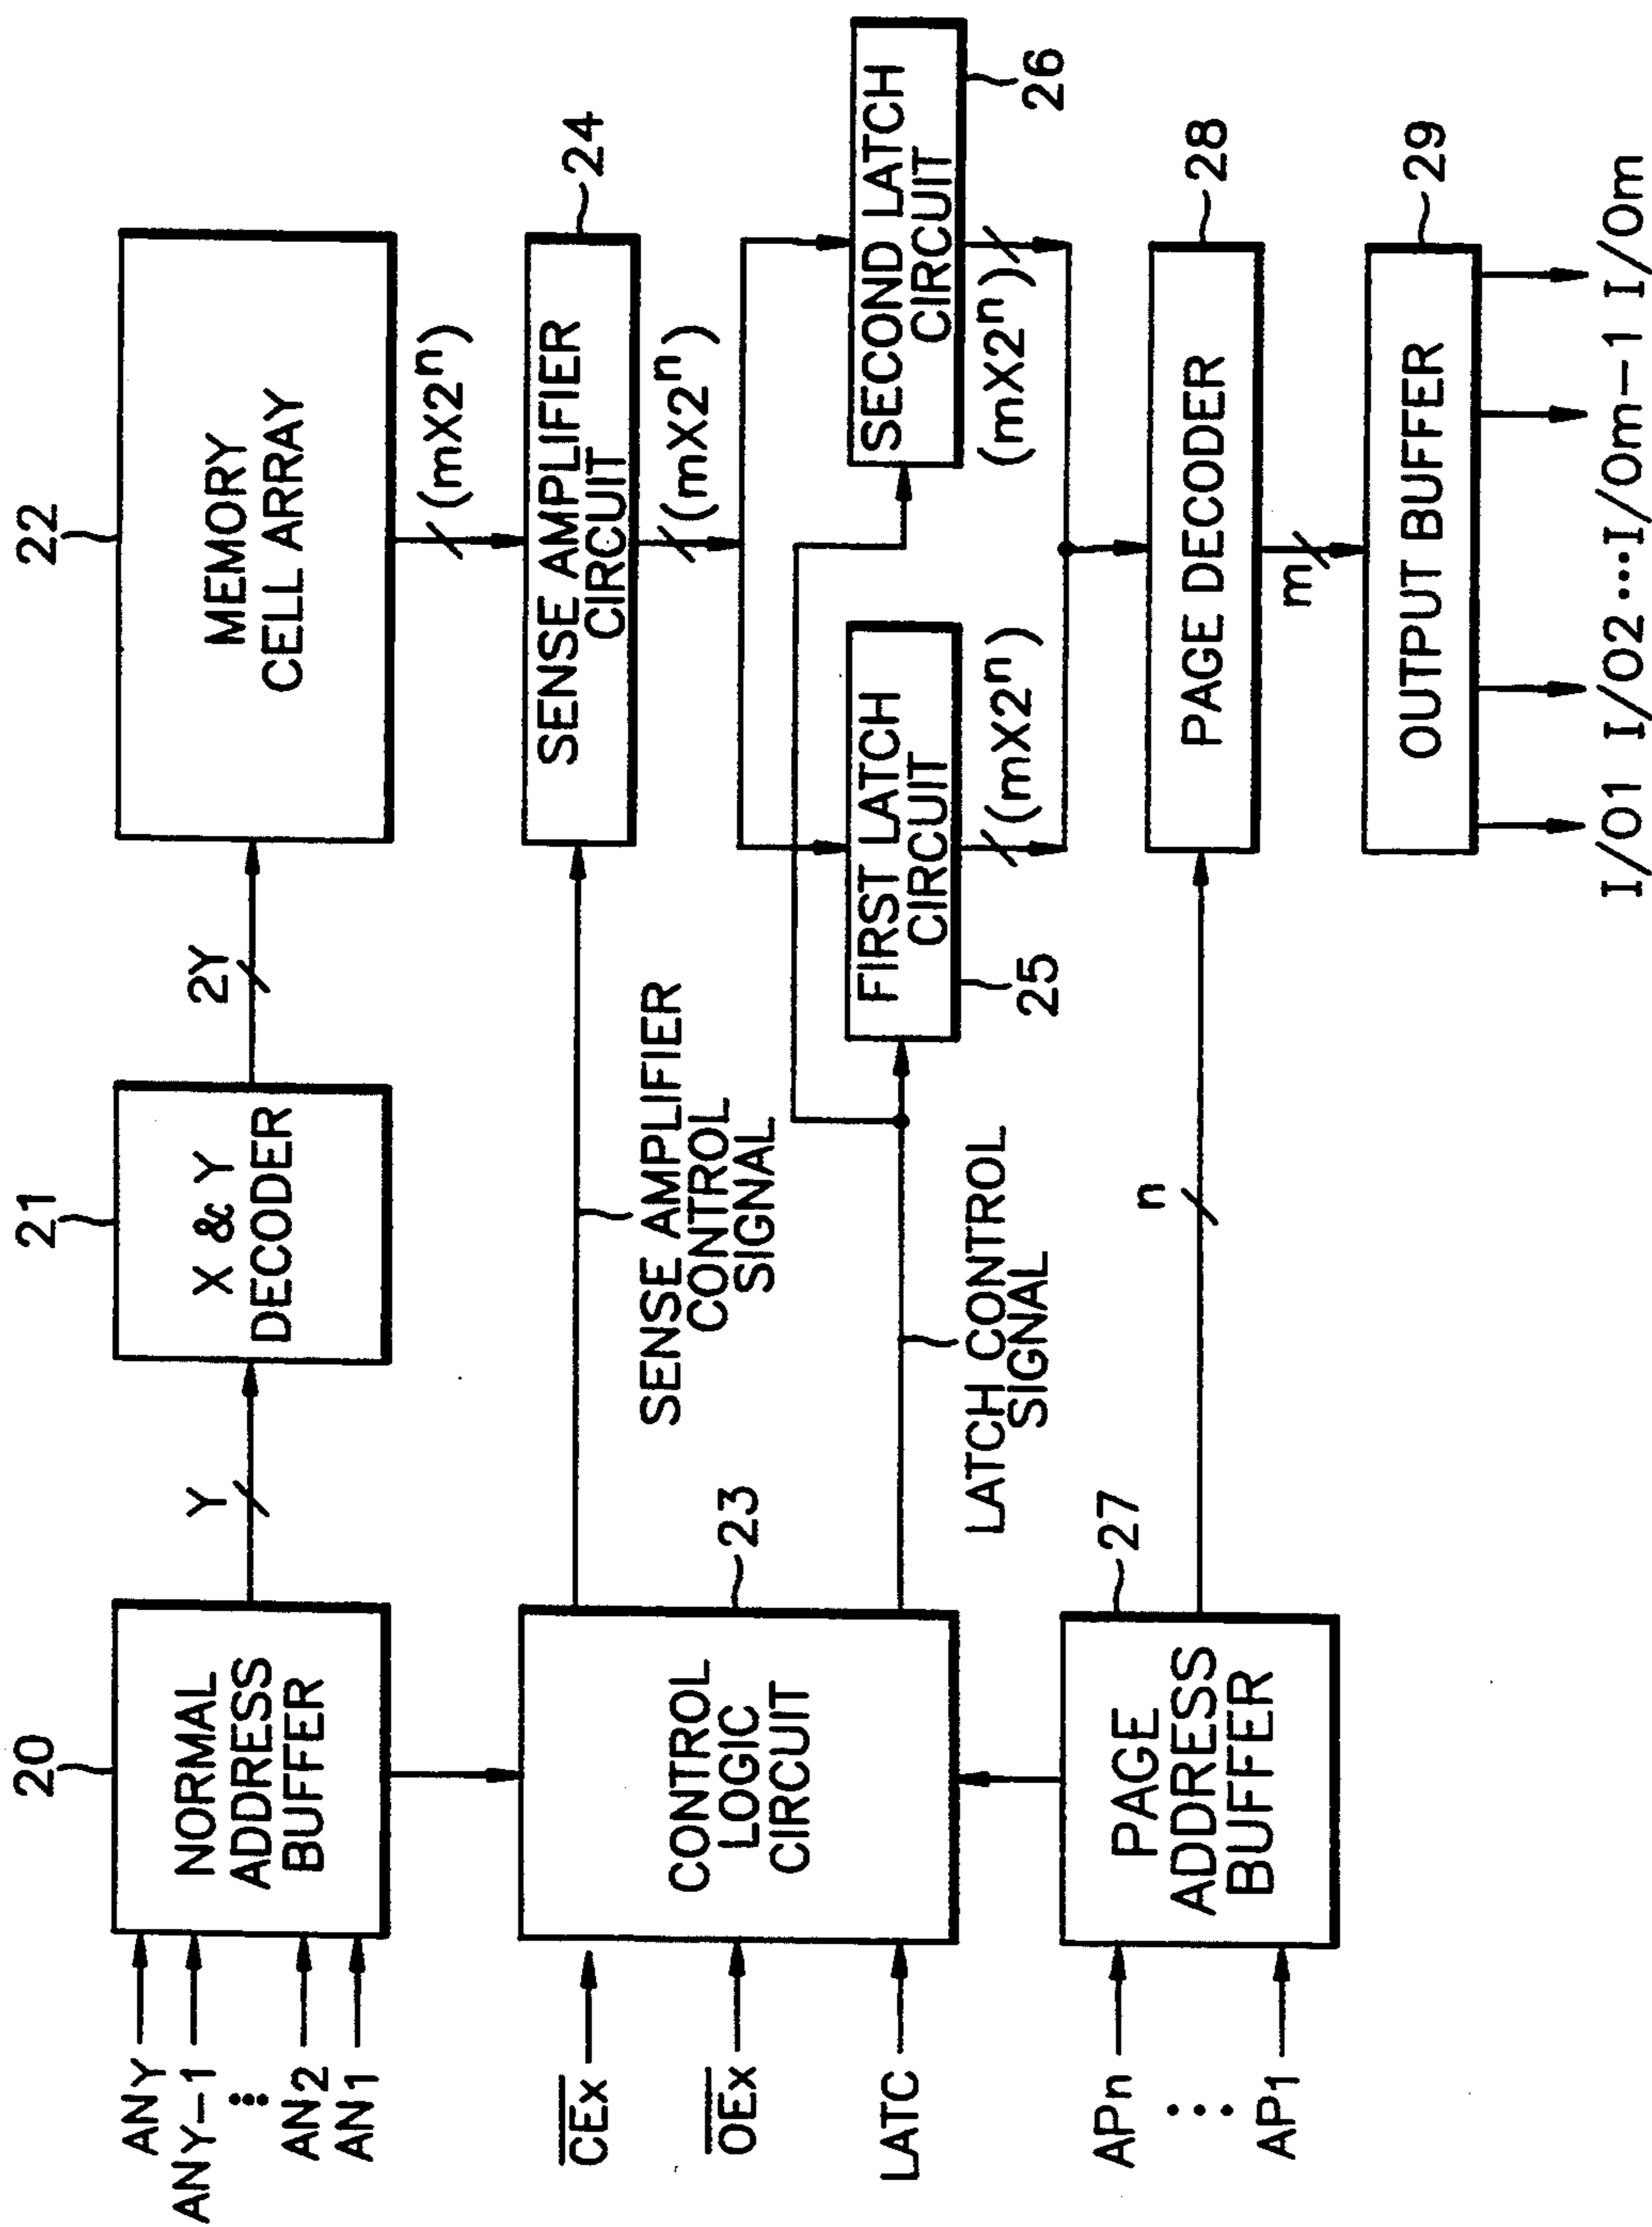 20
NORMAL
ADDRESS
BUFFER
ANY
ANY-1
AN2
AN1
Y
21
X & Y
DECODER
2Y
22
MEMORY
CELL ARRAY
(mX2ⁿ)
CEx
OEx
LATC
CONTROL
LOGIC
CIRCUIT
23
SENSE AMPLIFIER
CONTROL
SIGNAL
SENSE AMPLIFIER
CIRCUIT
24
(mX2ⁿ)
LATCH CONTROL
SIGNAL
FIRST LATCH
CIRCUIT
25
(mX2ⁿ)
SECOND LATCH
CIRCUIT
26
(mX2ⁿ)
APn
AP1
PAGE
ADDRESS
BUFFER
27
n
PAGE DECODER
28
m
OUTPUT BUFFER
29
I/O1 I/O2···I/Om-1 I/Om